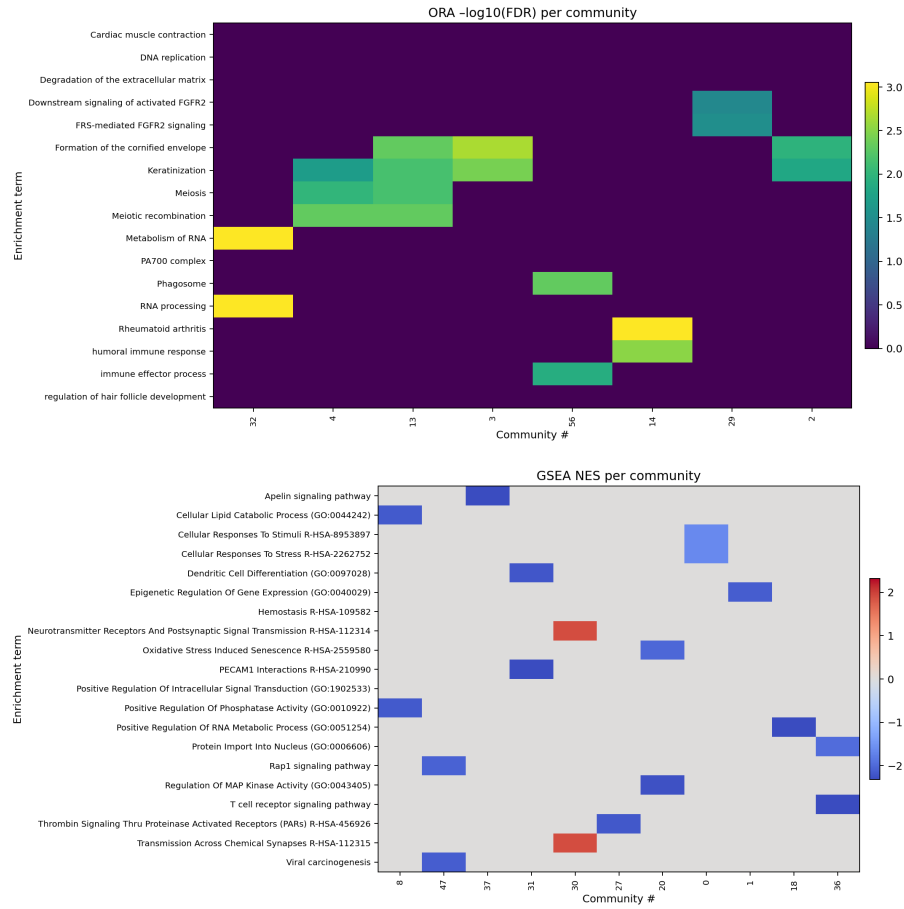 ORA –log10(FDR) per community
Enrichment term
Cardiac muscle contraction
DNA replication
Degradation of the extracellular matrix
Downstream signaling of activated FGFR2
FRS-mediated FGFR2 signaling
Formation of the cornified envelope
Keratinization
Meiosis
Meiotic recombination
Metabolism of RNA
PA700 complex
Phagosome
RNA processing
Rheumatoid arthritis
humoral immune response
immune effector process
regulation of hair follicle development
32 4 13 3 56 14 29 2
Community #
3.0
2.5
2.0
1.5
1.0
0.5
0.0
GSEA NES per community
Enrichment term
Apelin signaling pathway
Cellular Lipid Catabolic Process (GO:0044242)
Cellular Responses To Stimuli R-HSA-8953897
Cellular Responses To Stress R-HSA-2262752
Dendritic Cell Differentiation (GO:0097028)
Epigenetic Regulation Of Gene Expression (GO:0040029)
Hemostasis R-HSA-109582
Neurotransmitter Receptors And Postsynaptic Signal Transmission R-HSA-112314
Oxidative Stress Induced Senescence R-HSA-2559580
PECAM1 Interactions R-HSA-210990
Positive Regulation Of Intracellular Signal Transduction (GO:1902533)
Positive Regulation Of Phosphatase Activity (GO:0010922)
Positive Regulation Of RNA Metabolic Process (GO:0051254)
Protein Import Into Nucleus (GO:0006606)
Rap1 signaling pathway
Regulation Of MAP Kinase Activity (GO:0043405)
T cell receptor signaling pathway
Thrombin Signaling Thru Proteinase Activated Receptors (PARs) R-HSA-456926
Transmission Across Chemical Synapses R-HSA-112315
Viral carcinogenesis
8 47 37 31 30 27 20 0 1 18 36
Community #
2
1
0
−1
−2